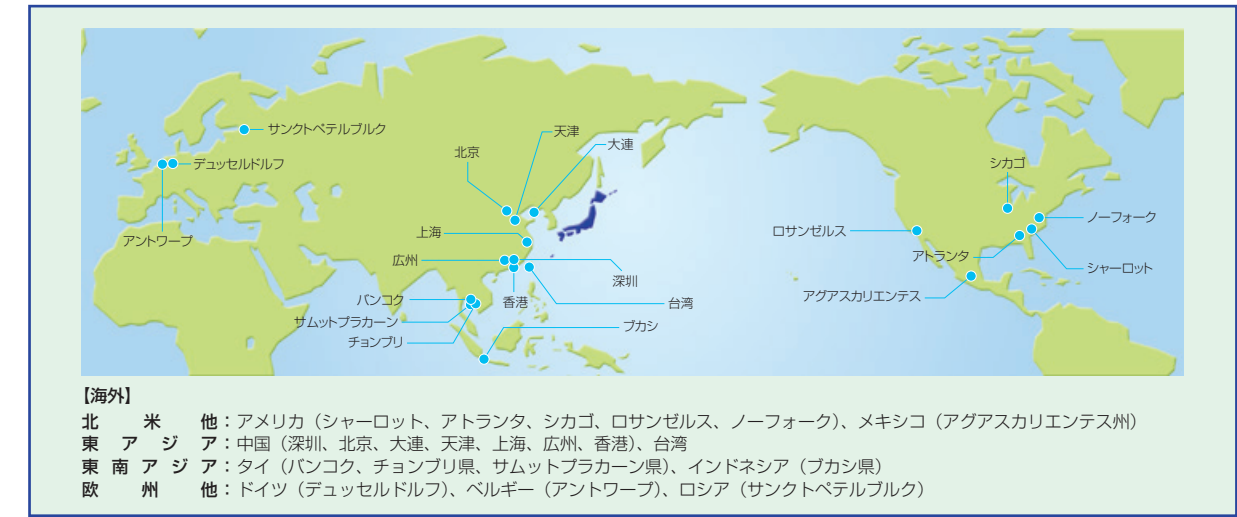 サンクトペテルブルク
天津
大連
北京
シカゴ
デュッセルドルフ
ノーフォーク
ロサンゼルス
上海
アントワープ
アトランタ
広州
シャーロット
深圳
アグアスカリエンテス
バンコク
香港
台湾
サムットプラカーン
ブカシ
チョンブリ
【海外】
北米他：アメリカ（シャーロット、アトランタ、シカゴ、ロサンゼルス、ノーフォーク）、メキシコ（アグアスカリエンテス州）
東アジア：中国（深圳、北京、大連、天津、上海、広州、香港）、台湾
東南アジア：タイ（バンコク、チョンブリ県、サムットプラカーン県）、インドネシア（ブカシ県）
欧州他：ドイツ（デュッセルドルフ）、ベルギー（アントワープ）、ロシア（サンクトペテルブルク）